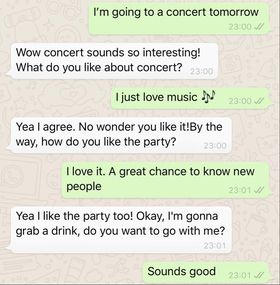 I'm going to a concert tomorrow
23:00
Wow concert sounds so interesting!
What do you like about concert?
23:00
I just love music 🎶
23:00
Yea I agree. No wonder you like it!By the
way, how do you like the party?
23:00
I love it. A great chance to know new
people
23:01
Yea I like the party too! Okay, I'm gonna
grab a drink, do you want to go with me?
23:01
Sounds good
23:01